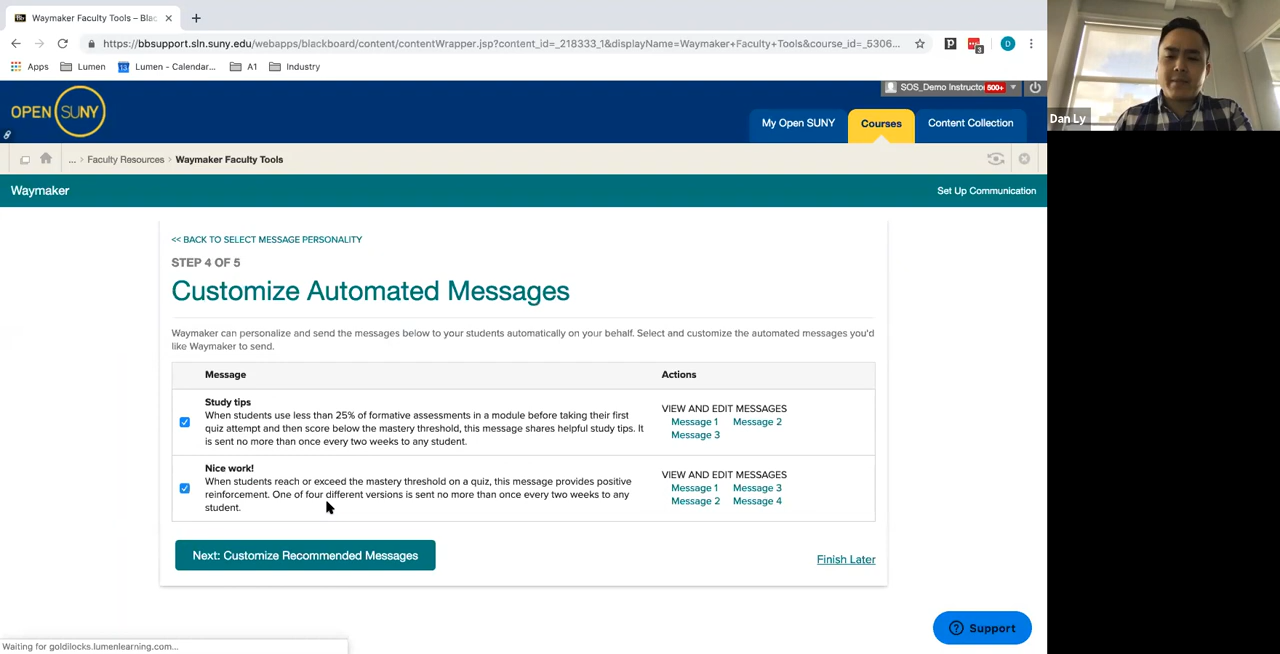 Waymaker Faculty Tools – Blac
https://bbsupport.sln.suny.edu/webapps/blackboard/content/contentWrapper.jsp?content_id=_218333_1&displayName=Waymaker+Faculty+Tools&course_id=_5306...
Apps Lumen Lumen - Calendar... A1 Industry
SOS_Demo Instructor 500+
OPEN SUNY
My Open SUNY Courses Content Collection
Dan Ly
... > Faculty Resources > Waymaker Faculty Tools
Waymaker Set Up Communication
<< BACK TO SELECT MESSAGE PERSONALITY
STEP 4 OF 5
Customize Automated Messages
Waymaker can personalize and send the messages below to your students automatically on your behalf. Select and customize the automated messages you'd
like Waymaker to send.
Message Actions
Study tips
When students use less than 25% of formative assessments in a module before taking their first
quiz attempt and then score below the mastery threshold, this message shares helpful study tips. It
is sent no more than once every two weeks to any student.
VIEW AND EDIT MESSAGES
Message 1 Message 2
Message 3
Nice work!
When students reach or exceed the mastery threshold on a quiz, this message provides positive
reinforcement. One of four different versions is sent no more than once every two weeks to any
student.
VIEW AND EDIT MESSAGES
Message 1 Message 3
Message 2 Message 4
Next: Customize Recommended Messages
Finish Later
Support
Waiting for goldilocks.lumenlearning.com...